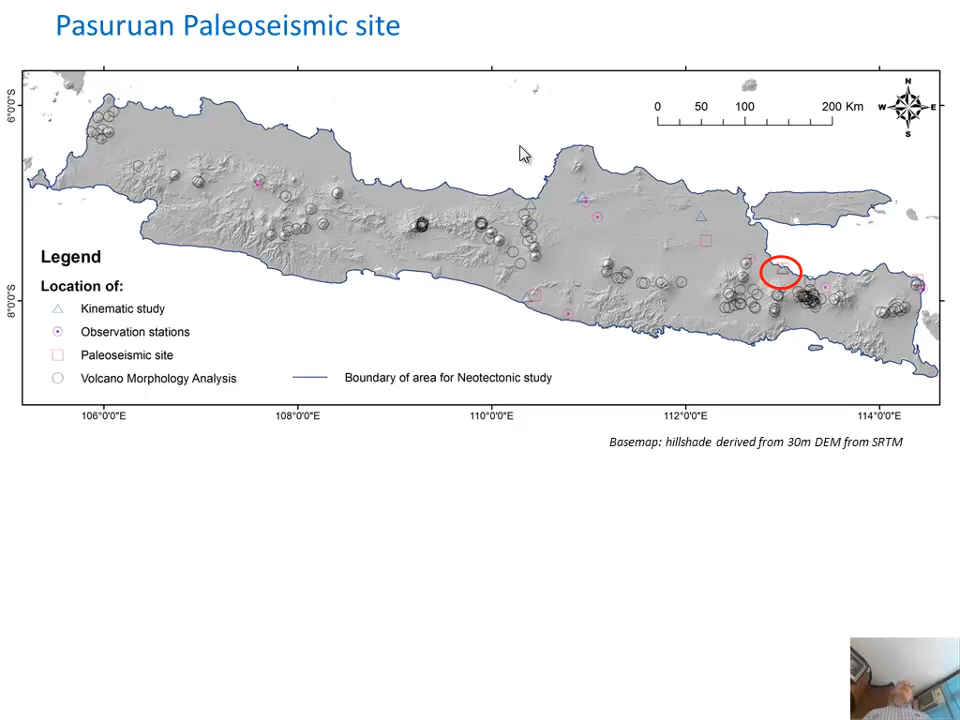 Pasuruan Paleoseismic site
6°0'0"S
8°0'0"S
0 50 100 200 Km
N
W E
S
Legend
Location of:
Kinematic study
Observation stations
Paleoseismic site
Volcano Morphology Analysis
Boundary of area for Neotectonic study
106°0'0"E 108°0'0"E 110°0'0"E 112°0'0"E 114°0'0"E
Basemap: hillshade derived from 30m DEM from SRTM